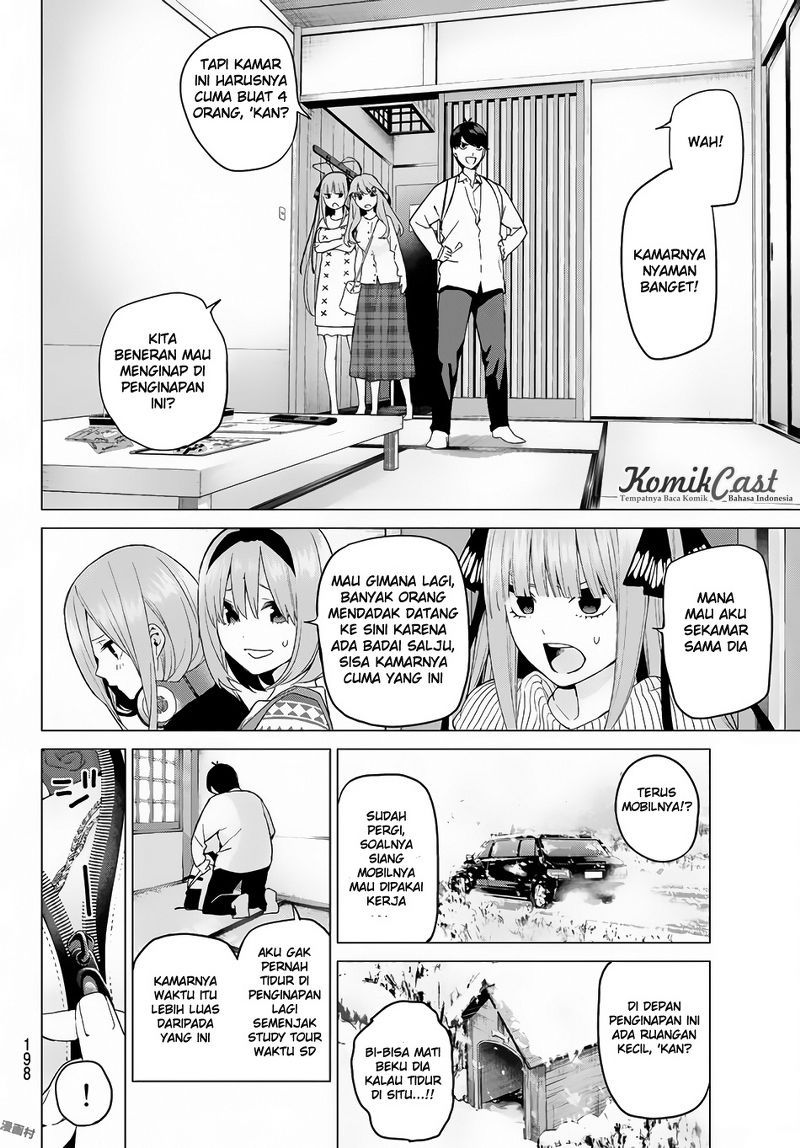 WAH!
KAMARNYA
NYAMAN
BANGET!
TAPI KAMAR
INI HARUSNYA
CUMA BUAT 4
ORANG, 'KAN?
KITA
BENERAN MAU
MENGINAP DI
PENGINAPAN
INI?
KomikCast
Tempatnya Baca Komik Bahasa Indonesia
MANA
MAU AKU
SEKAMAR
SAMA DIA
MAU GIMANA LAGI,
BANYAK ORANG
MENDADAK DATANG
KE SINI KARENA
ADA BADAI SALJU,
SISA KAMARNYA
CUMA YANG INI
TERUS
MOBILNYA!?
SUDAH
PERGI,
SOALNYA
SIANG
MOBILNYA
MAU DIPAKAI
KERJA
...
DI DEPAN
PENGINAPAN INI
ADA RUANGAN
KECIL, 'KAN?
BI-BISA MATI
BEKU DIA
KALAU TIDUR
DI SITU...!!
AKU GAK
PERNAH
TIDUR DI
PENGINAPAN
LAGI
SEMENJAK
STUDY TOUR
WAKTU SD
KAMARNYA
WAKTU ITU
LEBIH LUAS
DARIPADA
YANG INI
!
198
漫画村